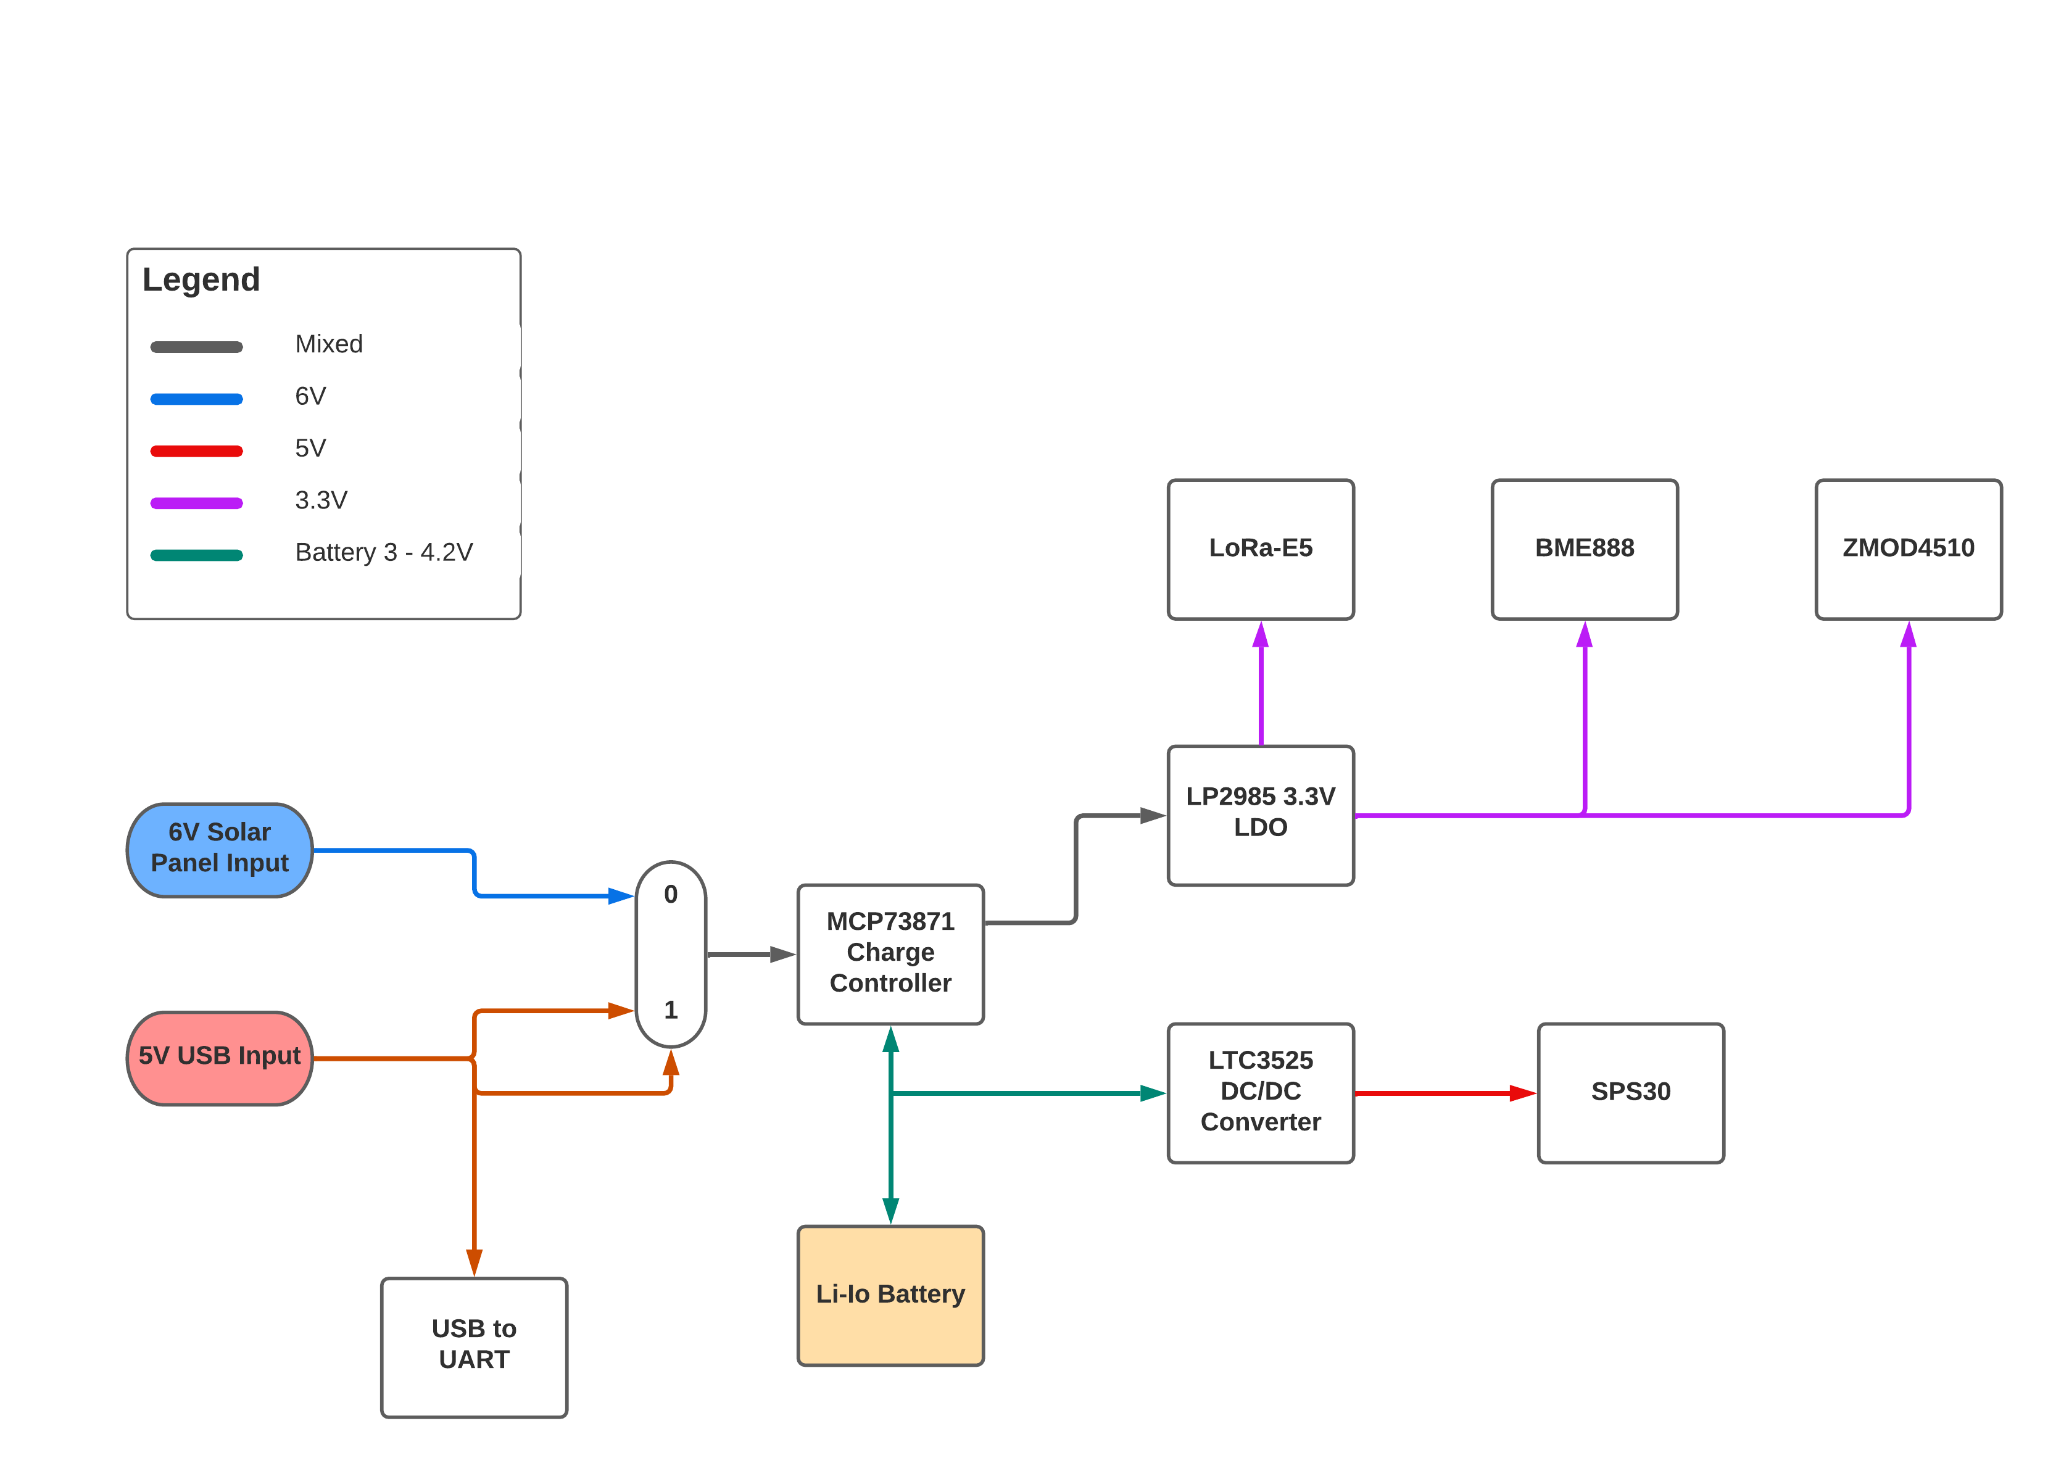 Legend
Mixed
6V
5V
3.3V
Battery 3 - 4.2V
LoRa-E5
BME888
ZMOD4510
LP2985 3.3V
LDO
6V Solar
Panel Input
0
1
MCP73871
Charge
Controller
5V USB Input
LTC3525
DC/DC
Converter
SPS30
Li-Io Battery
USB to
UART